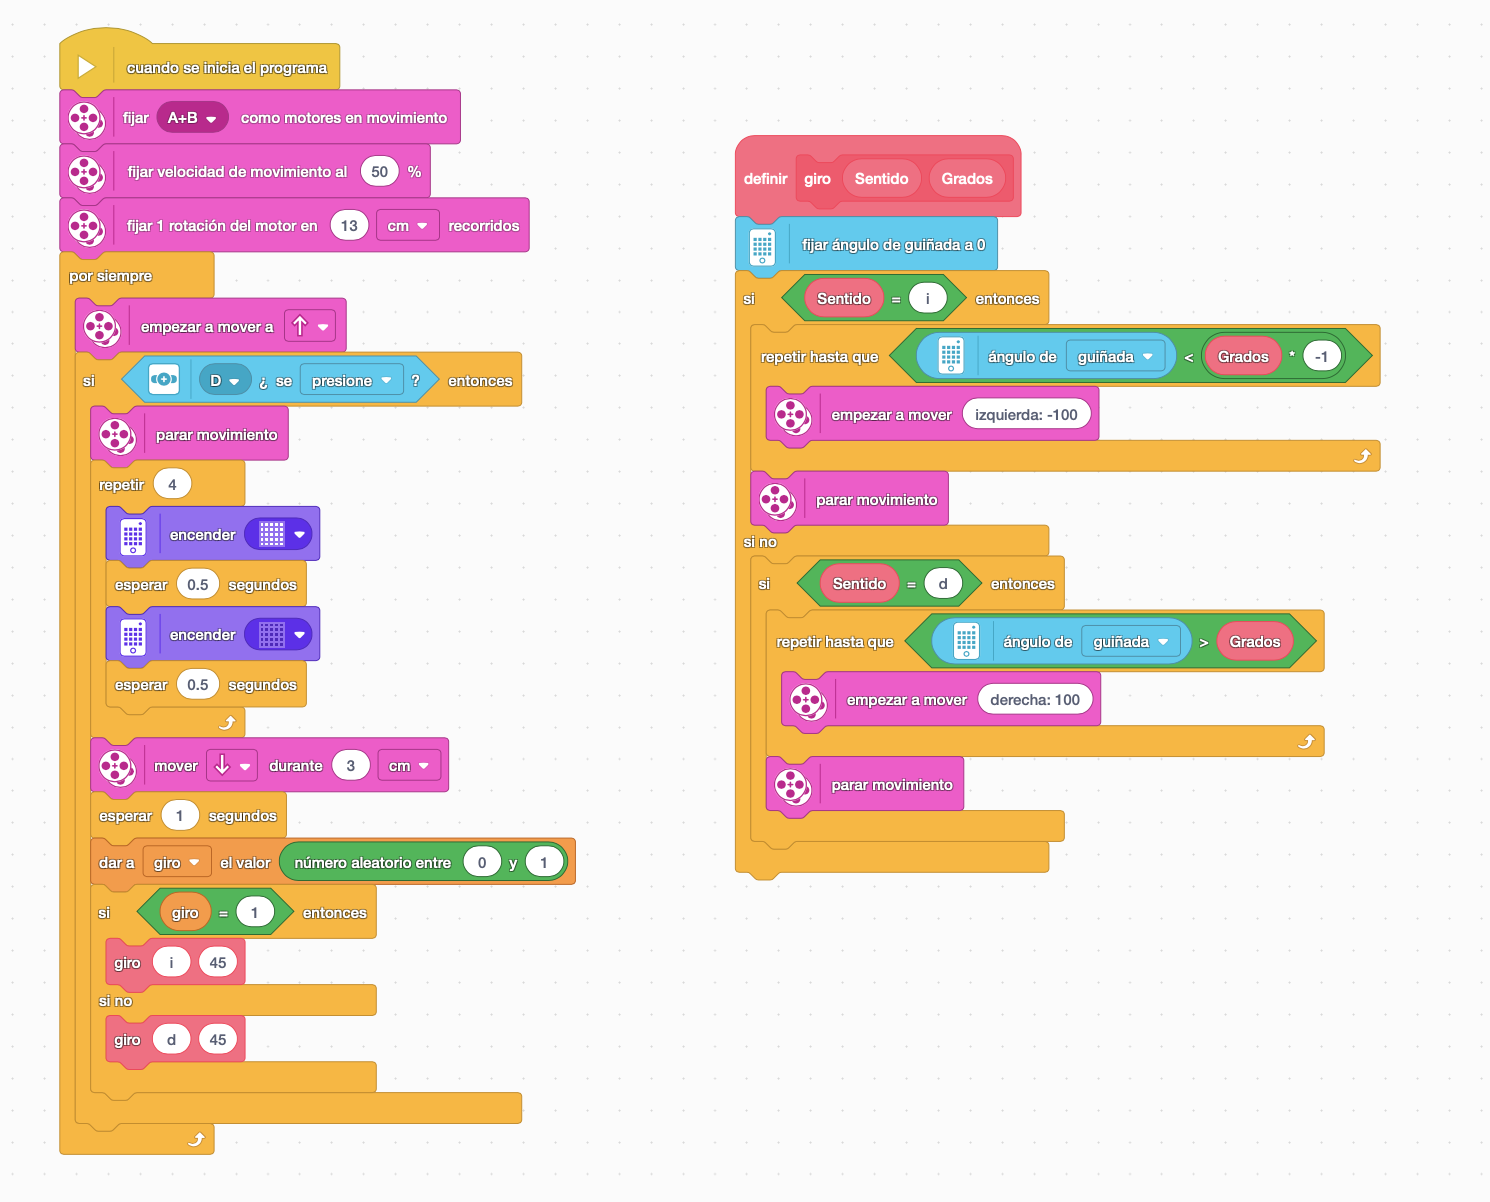 cuando se inicia el programa
fijar A+B como motores en movimiento
fijar velocidad de movimiento al 50 %
fijar 1 rotación del motor en 13 cm recorridos
por siempre
empezar a mover a
si D ¿ se presione ? entonces
parar movimiento
repetir 4
encender
esperar 0.5 segundos
encender
esperar 0.5 segundos
mover durante 3 cm
esperar 1 segundos
dar a giro el valor número aleatorio entre 0 y 1
si giro = 1 entonces
giro i 45
si no
giro d 45
definir giro Sentido Grados
fijar ángulo de guiñada a 0
si Sentido = i entonces
repetir hasta que ángulo de guiñada < Grados * -1
empezar a mover izquierda: -100
parar movimiento
si no
si Sentido = d entonces
repetir hasta que ángulo de guiñada > Grados
empezar a mover derecha: 100
parar movimiento